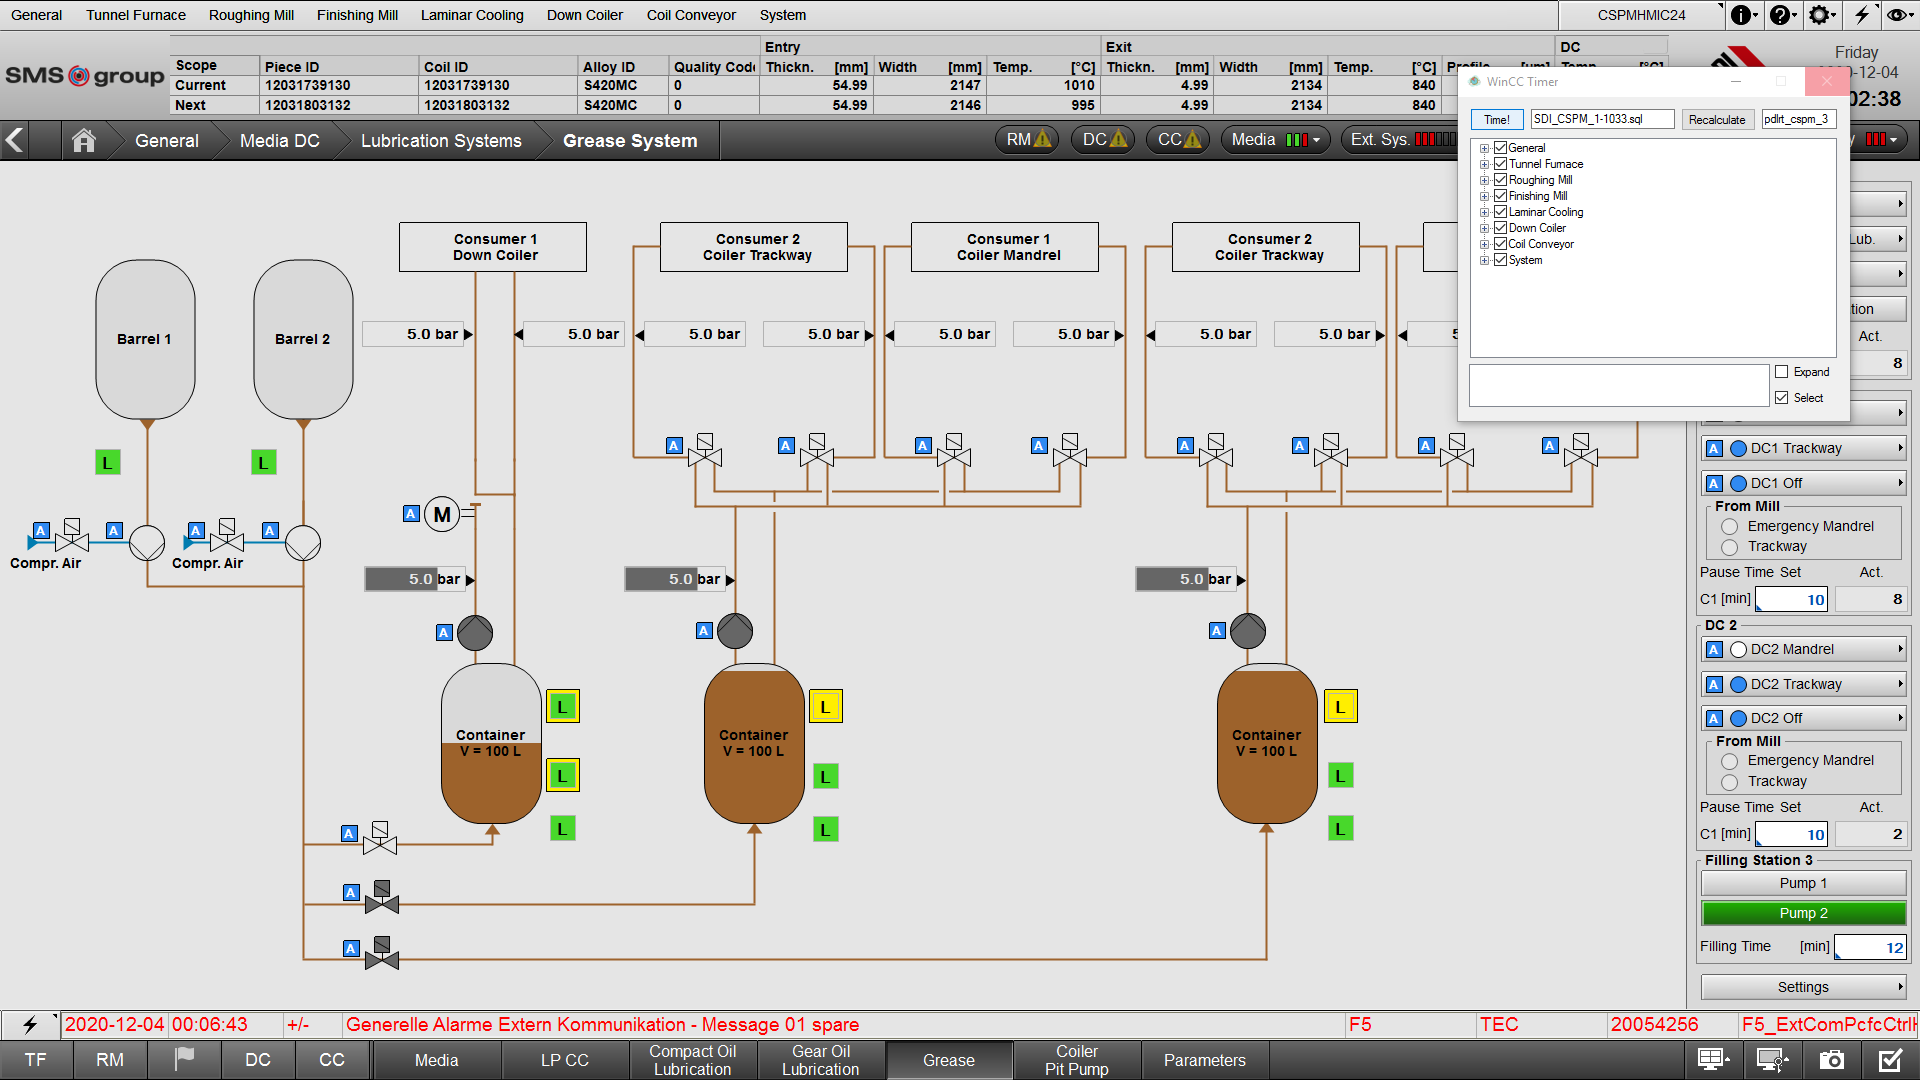 General Tunnel Furnace Roughing Mill Finishing Mill Laminar Cooling Down Coiler Coil Conveyor System CSPMHMIC24
SMS group
Entry Exit DC
Scope Piece ID Coil ID Alloy ID Quality Code Thickn. [mm] Width [mm] Temp. [°C] Thickn. [mm] Width [mm] Temp. [°C]
Current 12031739130 12031739130 S420MC 0 54.99 2147 1010 4.99 2134 840
Next 12031803132 12031803132 S420MC 0 54.99 2146 995 4.99 2134 840
Friday
-12-04
02:38
General Media DC Lubrication Systems Grease System RM DC CC Media Ext. Sys.
WinCC Timer
Time! SDI_CSPM_1-1033.sql Recalculate pdlrt_cspm_3
General
Tunnel Furnace
Roughing Mill
Finishing Mill
Laminar Cooling
Down Coiler
Coil Conveyor
System
Expand
Select
Consumer 1
Down Coiler
Consumer 2
Coiler Trackway
Consumer 1
Coiler Mandrel
Consumer 2
Coiler Trackway
Barrel 1
Barrel 2
5.0 bar 5.0 bar 5.0 bar 5.0 bar 5.0 bar 5.0 bar 5.0 bar 5.0 bar
L L
A A A A A A A A
A A A A
A M
Compr. Air Compr. Air
5.0 bar 5.0 bar 5.0 bar
A A A
Container
V = 100 L
Container
V = 100 L
Container
V = 100 L
L L L
L L L
L L L
A
A
A
Lub.
tion
Act.
8
A DC1 Trackway
A DC1 Off
From Mill
Emergency Mandrel
Trackway
Pause Time Set Act.
C1 [min] 10 8
DC 2
A DC2 Mandrel
A DC2 Trackway
A DC2 Off
From Mill
Emergency Mandrel
Trackway
Pause Time Set Act.
C1 [min] 10 2
Filling Station 3
Pump 1
Pump 2
Filling Time [min] 12
Settings
2020-12-04 00:06:43 +/- Generelle Alarme Extern Kommunikation - Message 01 spare F5 TEC 20054256 F5_ExtComPcfcCtrl
TF RM DC CC Media LP CC Compact Oil Lubrication Gear Oil Lubrication Grease Coiler Pit Pump Parameters